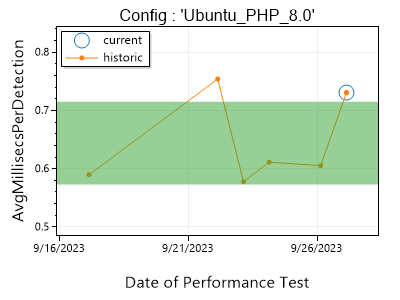 Config : 'Ubuntu_PHP_8.0'
current
historic
AvgMillisecsPerDetection
0.8
0.7
0.6
0.5
9/16/2023
9/21/2023
9/26/2023
Date of Performance Test